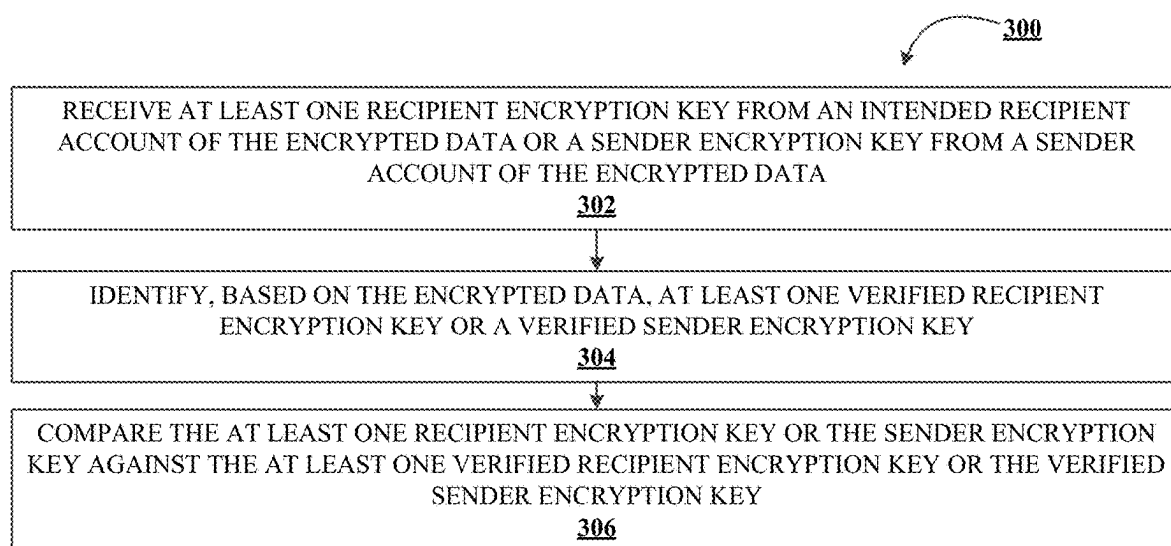 300
RECEIVE AT LEAST ONE RECIPIENT ENCRYPTION KEY FROM AN INTENDED RECIPIENT
ACCOUNT OF THE ENCRYPTED DATA OR A SENDER ENCRYPTION KEY FROM A SENDER
ACCOUNT OF THE ENCRYPTED DATA
302
IDENTIFY, BASED ON THE ENCRYPTED DATA, AT LEAST ONE VERIFIED RECIPIENT
ENCRYPTION KEY OR A VERIFIED SENDER ENCRYPTION KEY
304
COMPARE THE AT LEAST ONE RECIPIENT ENCRYPTION KEY OR THE SENDER ENCRYPTION
KEY AGAINST THE AT LEAST ONE VERIFIED RECIPIENT ENCRYPTION KEY OR THE VERIFIED
SENDER ENCRYPTION KEY
306